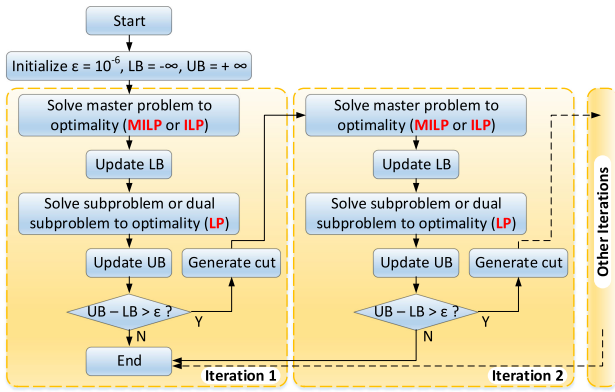 Start
Initialize ε = 10⁻⁶, LB = -∞, UB = + ∞
Solve master problem to
optimality (MILP or ILP)
Update LB
Solve subproblem or dual
subproblem to optimality (LP)
Update UB
Generate cut
UB – LB > ε ?
Y
N
End
Iteration 1
Solve master problem to
optimality (MILP or ILP)
Update LB
Solve subproblem or dual
subproblem to optimality (LP)
Update UB
Generate cut
UB – LB > ε ?
Y
N
Iteration 2
Other Iterations